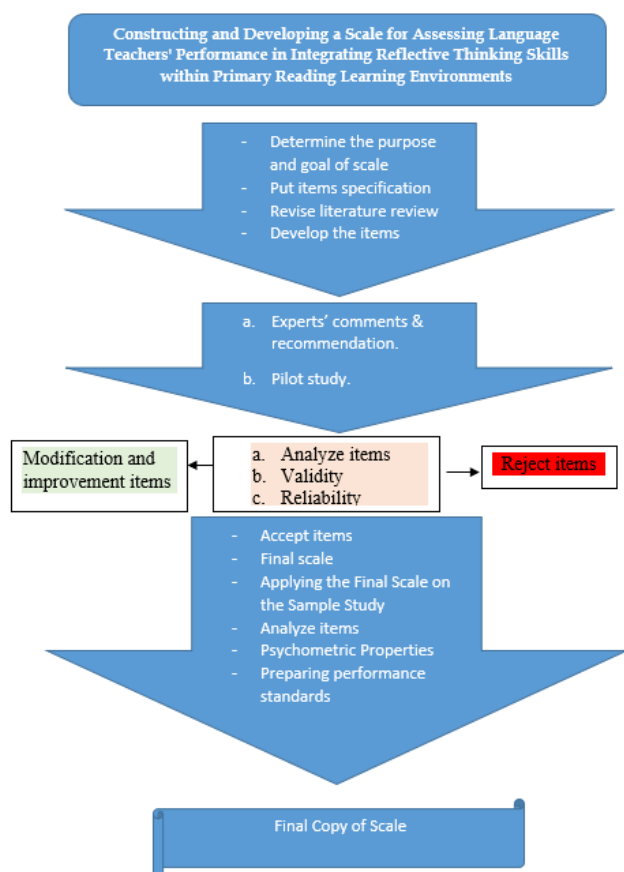 Constructing and Developing a Scale for Assessing Language
Teachers' Performance in Integrating Reflective Thinking Skills
within Primary Reading Learning Environments
- Determine the purpose
and goal of scale
- Put items specification
- Revise literature review
- Develop the items
a. Experts' comments &
recommendation.
b. Pilot study.
Modification and
improvement items
a. Analyze items
b. Validity
c. Reliability
Reject items
- Accept items
- Final scale
- Applying the Final Scale on
the Sample Study
- Analyze items
- Psychometric Properties
- Preparing performance
standards
Final Copy of Scale